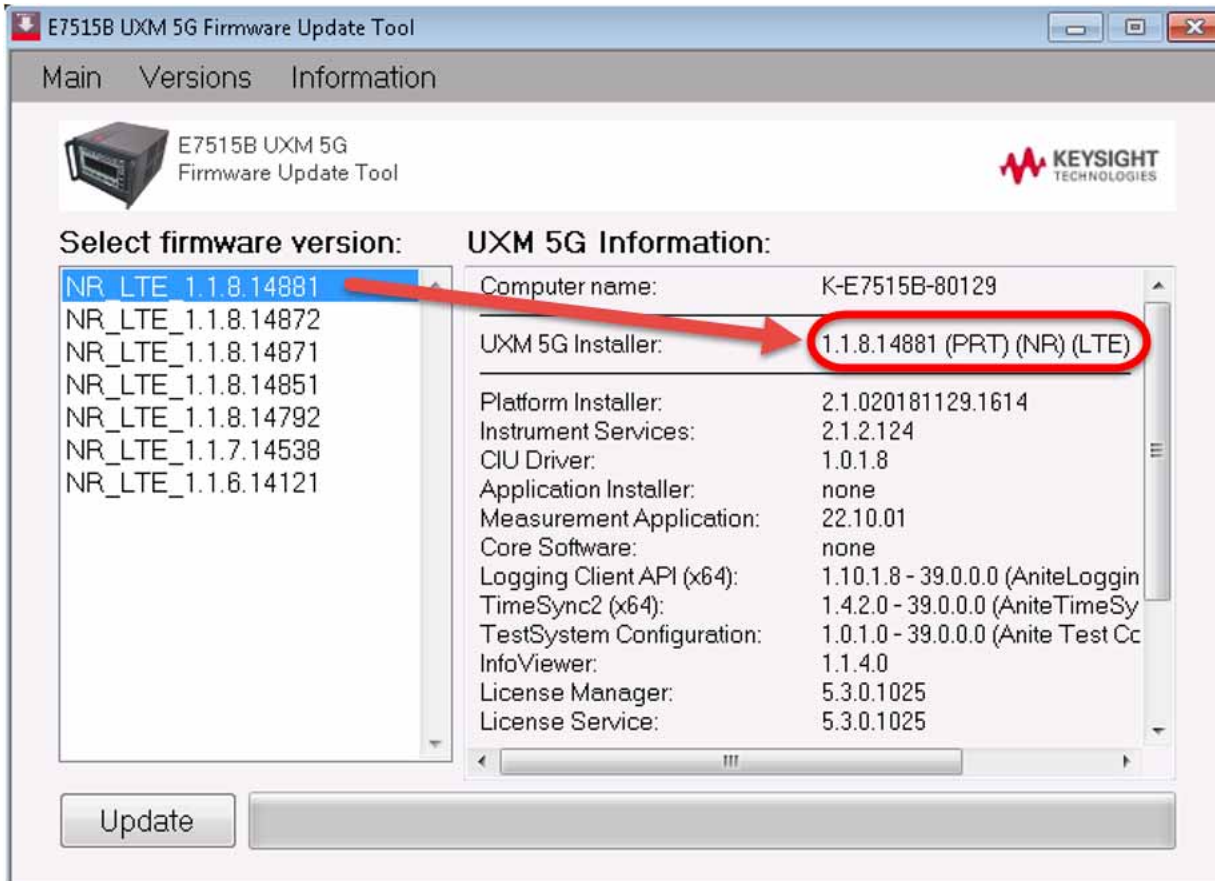 E7515B UXM 5G Firmware Update Tool
Main Versions Information
E7515B UXM 5G
Firmware Update Tool
KEYSIGHT
TECHNOLOGIES
Select firmware version:
NR_LTE_1.1.8.14881
NR_LTE_1.1.8.14872
NR_LTE_1.1.8.14871
NR_LTE_1.1.8.14851
NR_LTE_1.1.8.14792
NR_LTE_1.1.7.14538
NR_LTE_1.1.6.14121
UXM 5G Information:
Computer name: K-E7515B-80129
UXM 5G Installer: 1.1.8.14881 (PRT) (NR) (LTE)
Platform Installer: 2.1.020181129.1614
Instrument Services: 2.1.2.124
CIU Driver: 1.0.1.8
Application Installer: none
Measurement Application: 22.10.01
Core Software: none
Logging Client API (x64): 1.10.1.8 - 39.0.0.0 (AniteLoggin
TimeSync2 (x64): 1.4.2.0 - 39.0.0.0 (AniteTimeSy
TestSystem Configuration: 1.0.1.0 - 39.0.0.0 (Anite Test Cc
InfoViewer: 1.1.4.0
License Manager: 5.3.0.1025
License Service: 5.3.0.1025
Update